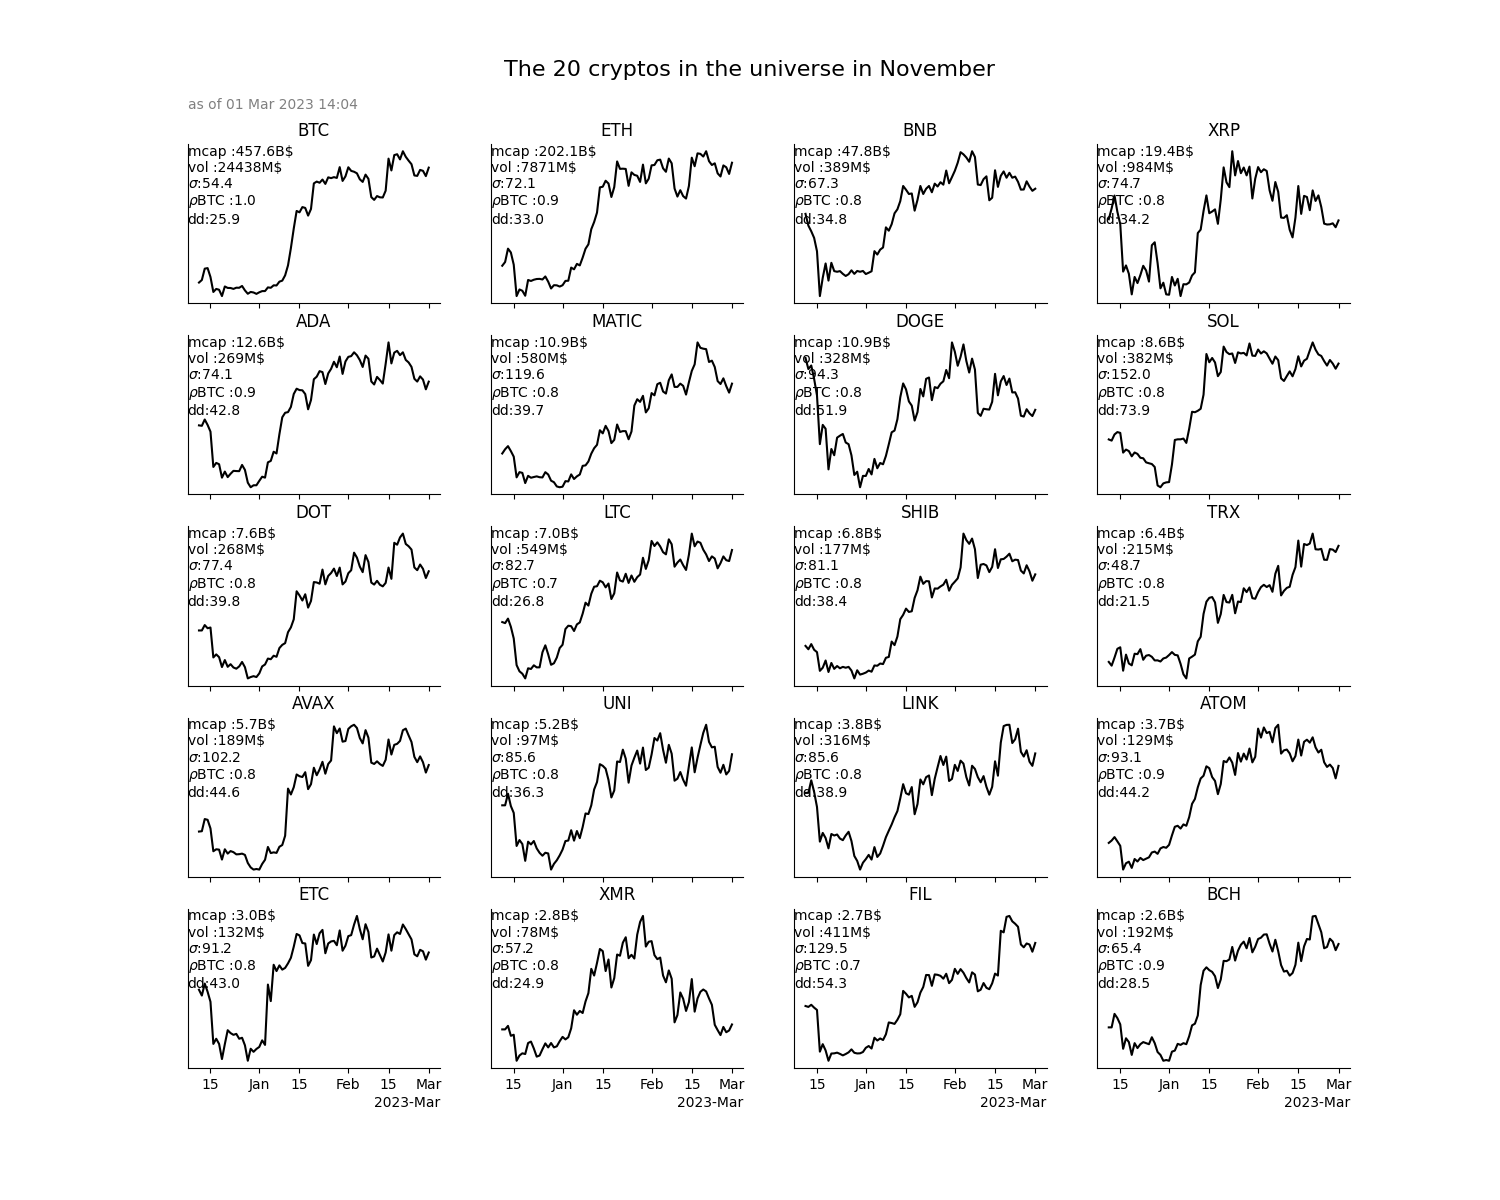 The 20 cryptos in the universe in November
as of 01 Mar 2023 14:04
BTC
mcap :457.6B$
vol :24438M$
σ:54.4
ρBTC :1.0
dd:25.9
ETH
mcap :202.1B$
vol :7871M$
σ:72.1
ρBTC :0.9
dd:33.0
BNB
mcap :47.8B$
vol :389M$
σ:67.3
ρBTC :0.8
dd:34.8
XRP
mcap :19.4B$
vol :984M$
σ:74.7
ρBTC :0.8
dd:34.2
ADA
mcap :12.6B$
vol :269M$
σ:74.1
ρBTC :0.9
dd:42.8
MATIC
mcap :10.9B$
vol :580M$
σ:119.6
ρBTC :0.8
dd:39.7
DOGE
mcap :10.9B$
vol :328M$
σ:94.3
ρBTC :0.8
dd:51.9
SOL
mcap :8.6B$
vol :382M$
σ:152.0
ρBTC :0.8
dd:73.9
DOT
mcap :7.6B$
vol :268M$
σ:77.4
ρBTC :0.8
dd:39.8
LTC
mcap :7.0B$
vol :549M$
σ:82.7
ρBTC :0.7
dd:26.8
SHIB
mcap :6.8B$
vol :177M$
σ:81.1
ρBTC :0.8
dd:38.4
TRX
mcap :6.4B$
vol :215M$
σ:48.7
ρBTC :0.8
dd:21.5
AVAX
mcap :5.7B$
vol :189M$
σ:102.2
ρBTC :0.8
dd:44.6
UNI
mcap :5.2B$
vol :97M$
σ:85.6
ρBTC :0.8
dd:36.3
LINK
mcap :3.8B$
vol :316M$
σ:85.6
ρBTC :0.8
dd:38.9
ATOM
mcap :3.7B$
vol :129M$
σ:93.1
ρBTC :0.9
dd:44.2
ETC
mcap :3.0B$
vol :132M$
σ:91.2
ρBTC :0.8
dd:43.0
XMR
mcap :2.8B$
vol :78M$
σ:57.2
ρBTC :0.8
dd:24.9
FIL
mcap :2.7B$
vol :411M$
σ:129.5
ρBTC :0.7
dd:54.3
BCH
mcap :2.6B$
vol :192M$
σ:65.4
ρBTC :0.9
dd:28.5
15 Jan 15 Feb 15 Mar
2023-Mar
15 Jan 15 Feb 15 Mar
2023-Mar
15 Jan 15 Feb 15 Mar
2023-Mar
15 Jan 15 Feb 15 Mar
2023-Mar